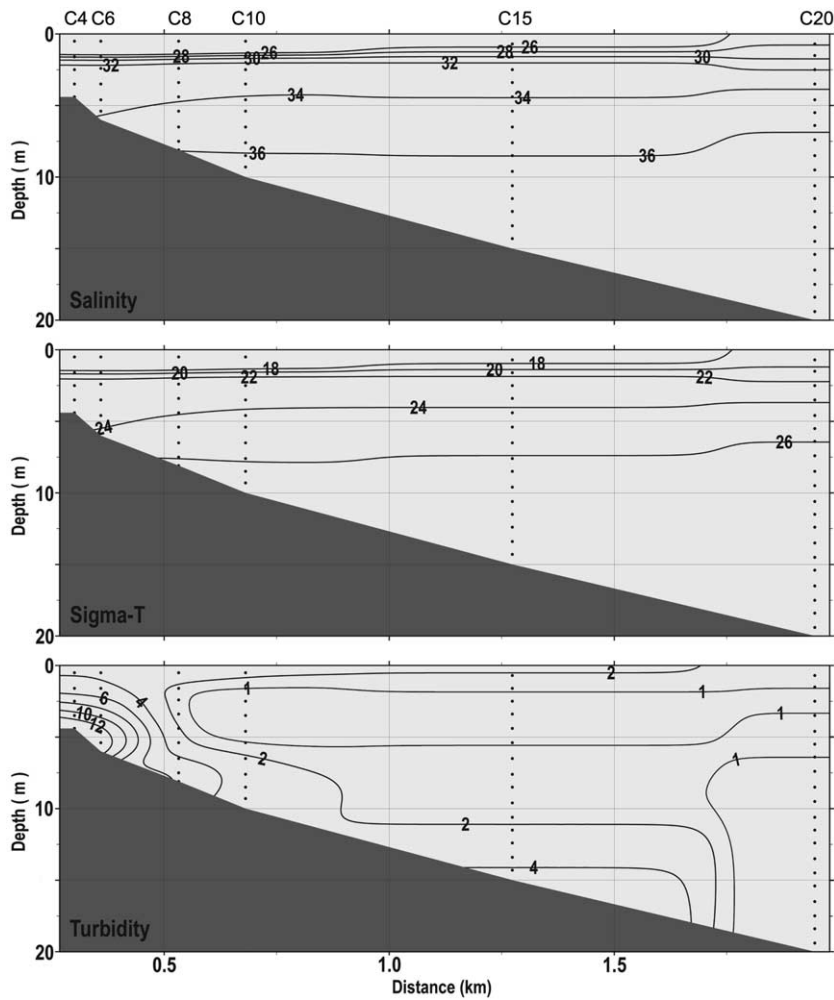 C4 C6 C8 C10 C15 C20
0
26 26
28 28 30
32 30 32
34 34
Depth ( m )
10
36 36
Salinity
20
0
18 18
20 20
22 22
24 24
26
Depth ( m )
10
Sigma-T
20
0
2
6 4 1 1
10 1
12
2 1
Depth ( m )
10
2
4
Turbidity
20
0.5 1.0 1.5
Distance (km)